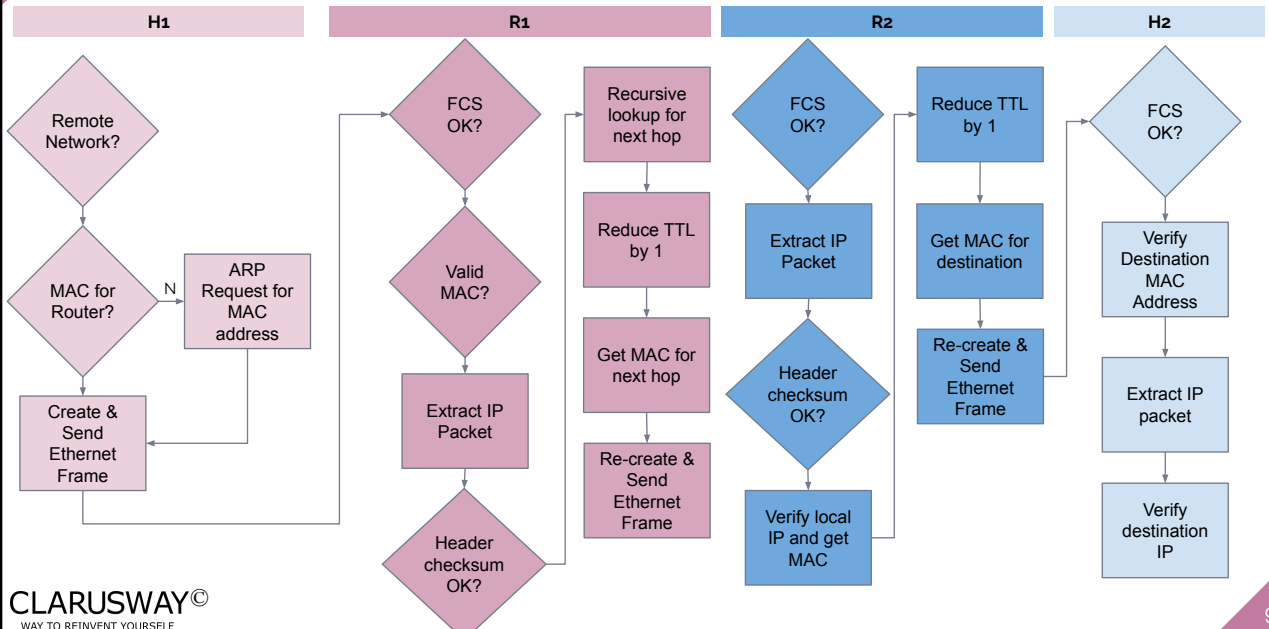 H1
R1
R2
H2
Remote
Network?
MAC for
Router?
N
ARP
Request for
MAC
address
Create &
Send
Ethernet
Frame
FCS
OK?
Valid
MAC?
Extract IP
Packet
Header
checksum
OK?
Recursive
lookup for
next hop
Reduce TTL
by 1
Get MAC for
next hop
Re-create &
Send
Ethernet
Frame
FCS
OK?
Extract IP
Packet
Header
checksum
OK?
Verify local
IP and get
MAC
Reduce TTL
by 1
Get MAC for
destination
Re-create &
Send
Ethernet
Frame
FCS
OK?
Verify
Destination
MAC
Address
Extract IP
packet
Verify
destination
IP
CLARUSWAY©
WAY TO REINVENT YOURSELF